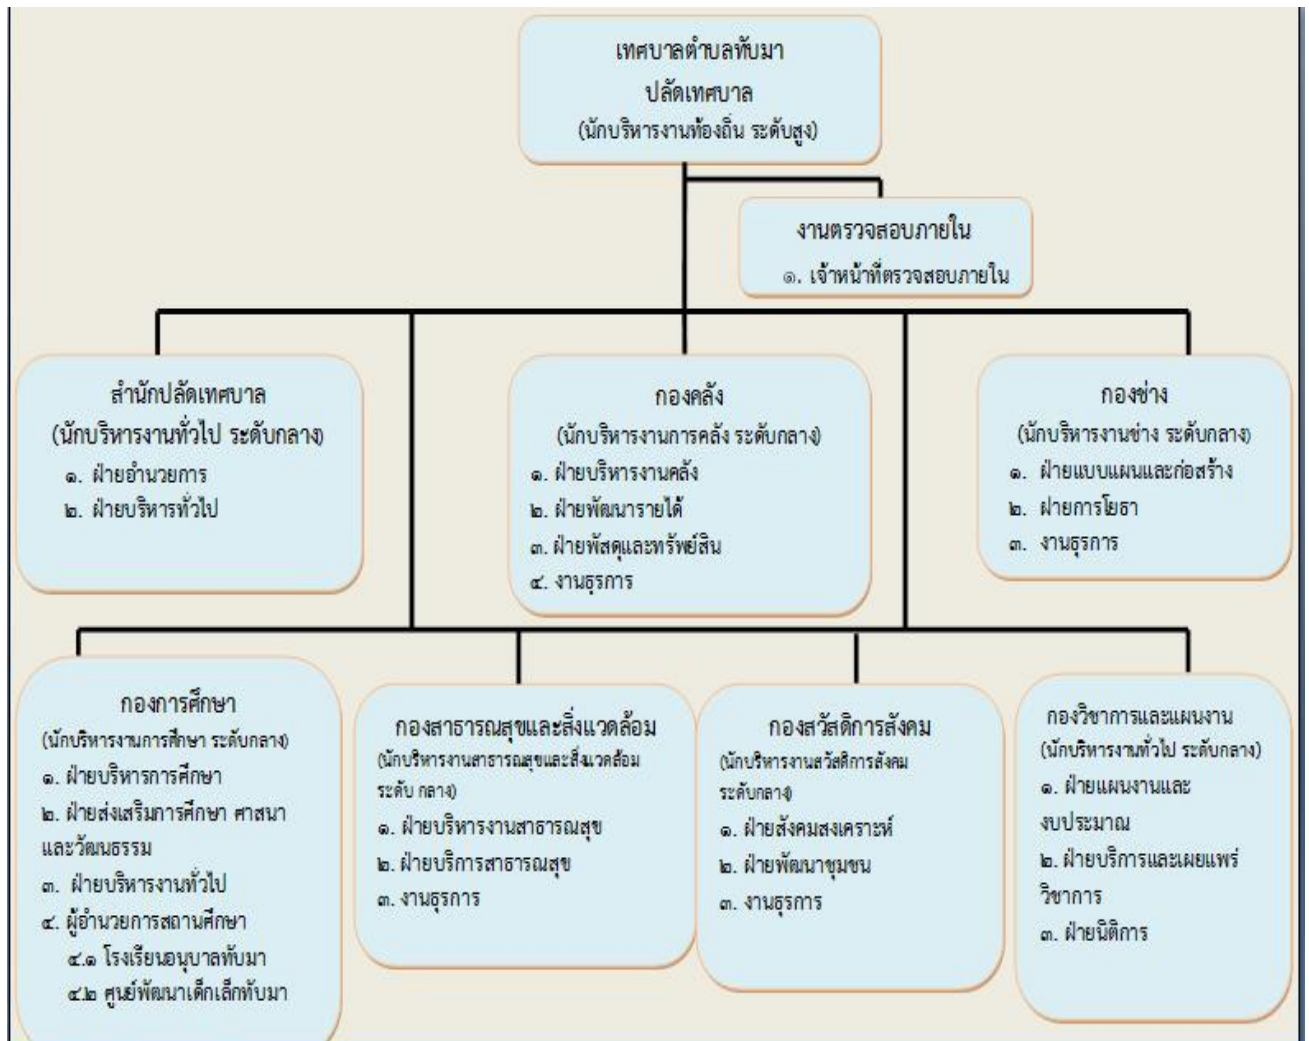 เทศบาลตำบลทับมา
ปลัดเทศบาล
(นักบริหารงานท้องถิ่น ระดับสูง)
งานตรวจสอบภายใน
๑. เจ้าหน้าที่ตรวจสอบภายใน
สำนักปลัดเทศบาล
(นักบริหารงานทั่วไป ระดับกลาง)
๑. ฝ่ายอำนวยการ
๒. ฝ่ายบริหารทั่วไป
กองคลัง
(นักบริหารงานการคลัง ระดับกลาง)
๑. ฝ่ายบริหารงานคลัง
๒. ฝ่ายพัฒนารายได้
๓. ฝ่ายพัสดุและทรัพย์สิน
๔. งานธุรการ
กองช่าง
(นักบริหารงานช่าง ระดับกลาง)
๑. ฝ่ายแบบแผนและก่อสร้าง
๒. ฝ่ายการโยธา
๓. งานธุรการ
กองการศึกษา
(นักบริหารงานการศึกษา ระดับกลาง)
๑. ฝ่ายบริหารการศึกษา
๒. ฝ่ายส่งเสริมการศึกษา ศาสนา
และวัฒนธรรม
๓. ฝ่ายบริหารงานทั่วไป
๔. ผู้อำนวยการสถานศึกษา
๔.๑ โรงเรียนอนุบาลทับมา
๔.๒ ศูนย์พัฒนาเด็กเล็กทับมา
กองสาธารณสุขและสิ่งแวดล้อม
(นักบริหารงานสาธารณสุขและสิ่งแวดล้อม
ระดับ กลาง)
๑. ฝ่ายบริหารงานสาธารณสุข
๒. ฝ่ายบริการสาธารณสุข
๓. งานธุรการ
กองสวัสดิการสังคม
(นักบริหารงานสวัสดิการสังคม
ระดับกลาง)
๑. ฝ่ายสังคมสงเคราะห์
๒. ฝ่ายพัฒนาชุมชน
๓. งานธุรการ
กองวิชาการและแผนงาน
(นักบริหารงานทั่วไป ระดับกลาง)
๑. ฝ่ายแผนงานและ
งบประมาณ
๒. ฝ่ายบริการและเผยแพร่
วิชาการ
๓. ฝ่ายนิติการ